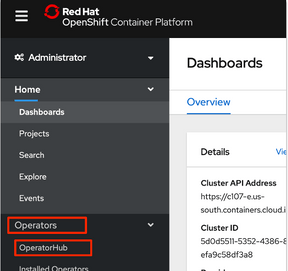 Red Hat
OpenShift Container Platform
Administrator
Home
Dashboards
Projects
Search
Explore
Events
Operators
OperatorHub
Installed Operators
Dashboards
Overview
Details
Cluster API Address
https://c107-e.us-
south.containers.cloud.i
Cluster ID
5d0d5511-5352-4386-8
efa9c58df3a8